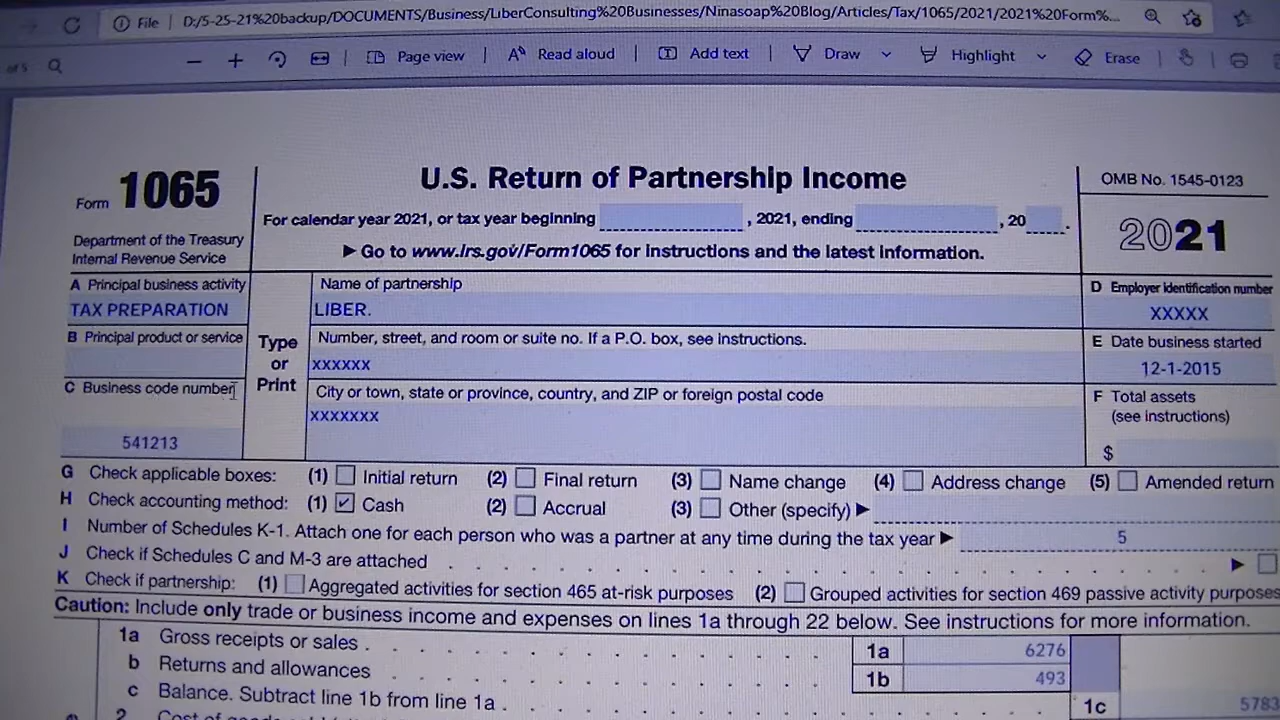 File D:/5-25-21%20backup/DOCUMENTS/Business/LiberConsulting%20Businesses/Ninasoap%20Blog/Articles/Tax/1065/2021/2021%20Form%...
of 5 Page view Read aloud Add text Draw Highlight Erase
Form 1065
U.S. Return of Partnership Income
OMB No. 1545-0123
For calendar year 2021, or tax year beginning , 2021, ending , 20 .
2021
Department of the Treasury
Internal Revenue Service
▶ Go to www.irs.gov/Form1065 for instructions and the latest information.
A Principal business activity
TAX PREPARATION
Name of partnership
LIBER.
D Employer identification number
XXXXX
B Principal product or service
Type or Print
Number, street, and room or suite no. If a P.O. box, see instructions.
xxxxxx
E Date business started
12-1-2015
C Business code number
541213
City or town, state or province, country, and ZIP or foreign postal code
xxxxxxx
F Total assets
(see instructions)
$
G Check applicable boxes: (1) Initial return (2) Final return (3) Name change (4) Address change (5) Amended return
H Check accounting method: (1) ✓ Cash (2) Accrual (3) Other (specify) ▶
I Number of Schedules K-1. Attach one for each person who was a partner at any time during the tax year ▶ 5
J Check if Schedules C and M-3 are attached . . . . . . . . . . . . . . . . . . . . . . . . . . . ▶
K Check if partnership: (1) Aggregated activities for section 465 at-risk purposes (2) Grouped activities for section 469 passive activity purposes
Caution: Include only trade or business income and expenses on lines 1a through 22 below. See instructions for more information.
1a Gross receipts or sales . . . . . . . . . . . . . . . . . 1a 6276
b Returns and allowances . . . . . . . . . . . . . . . . 1b 493
c Balance. Subtract line 1b from line 1a . . . . . . . . . . . . . . . . . . . . 1c 5783
2 Cost of goods sold